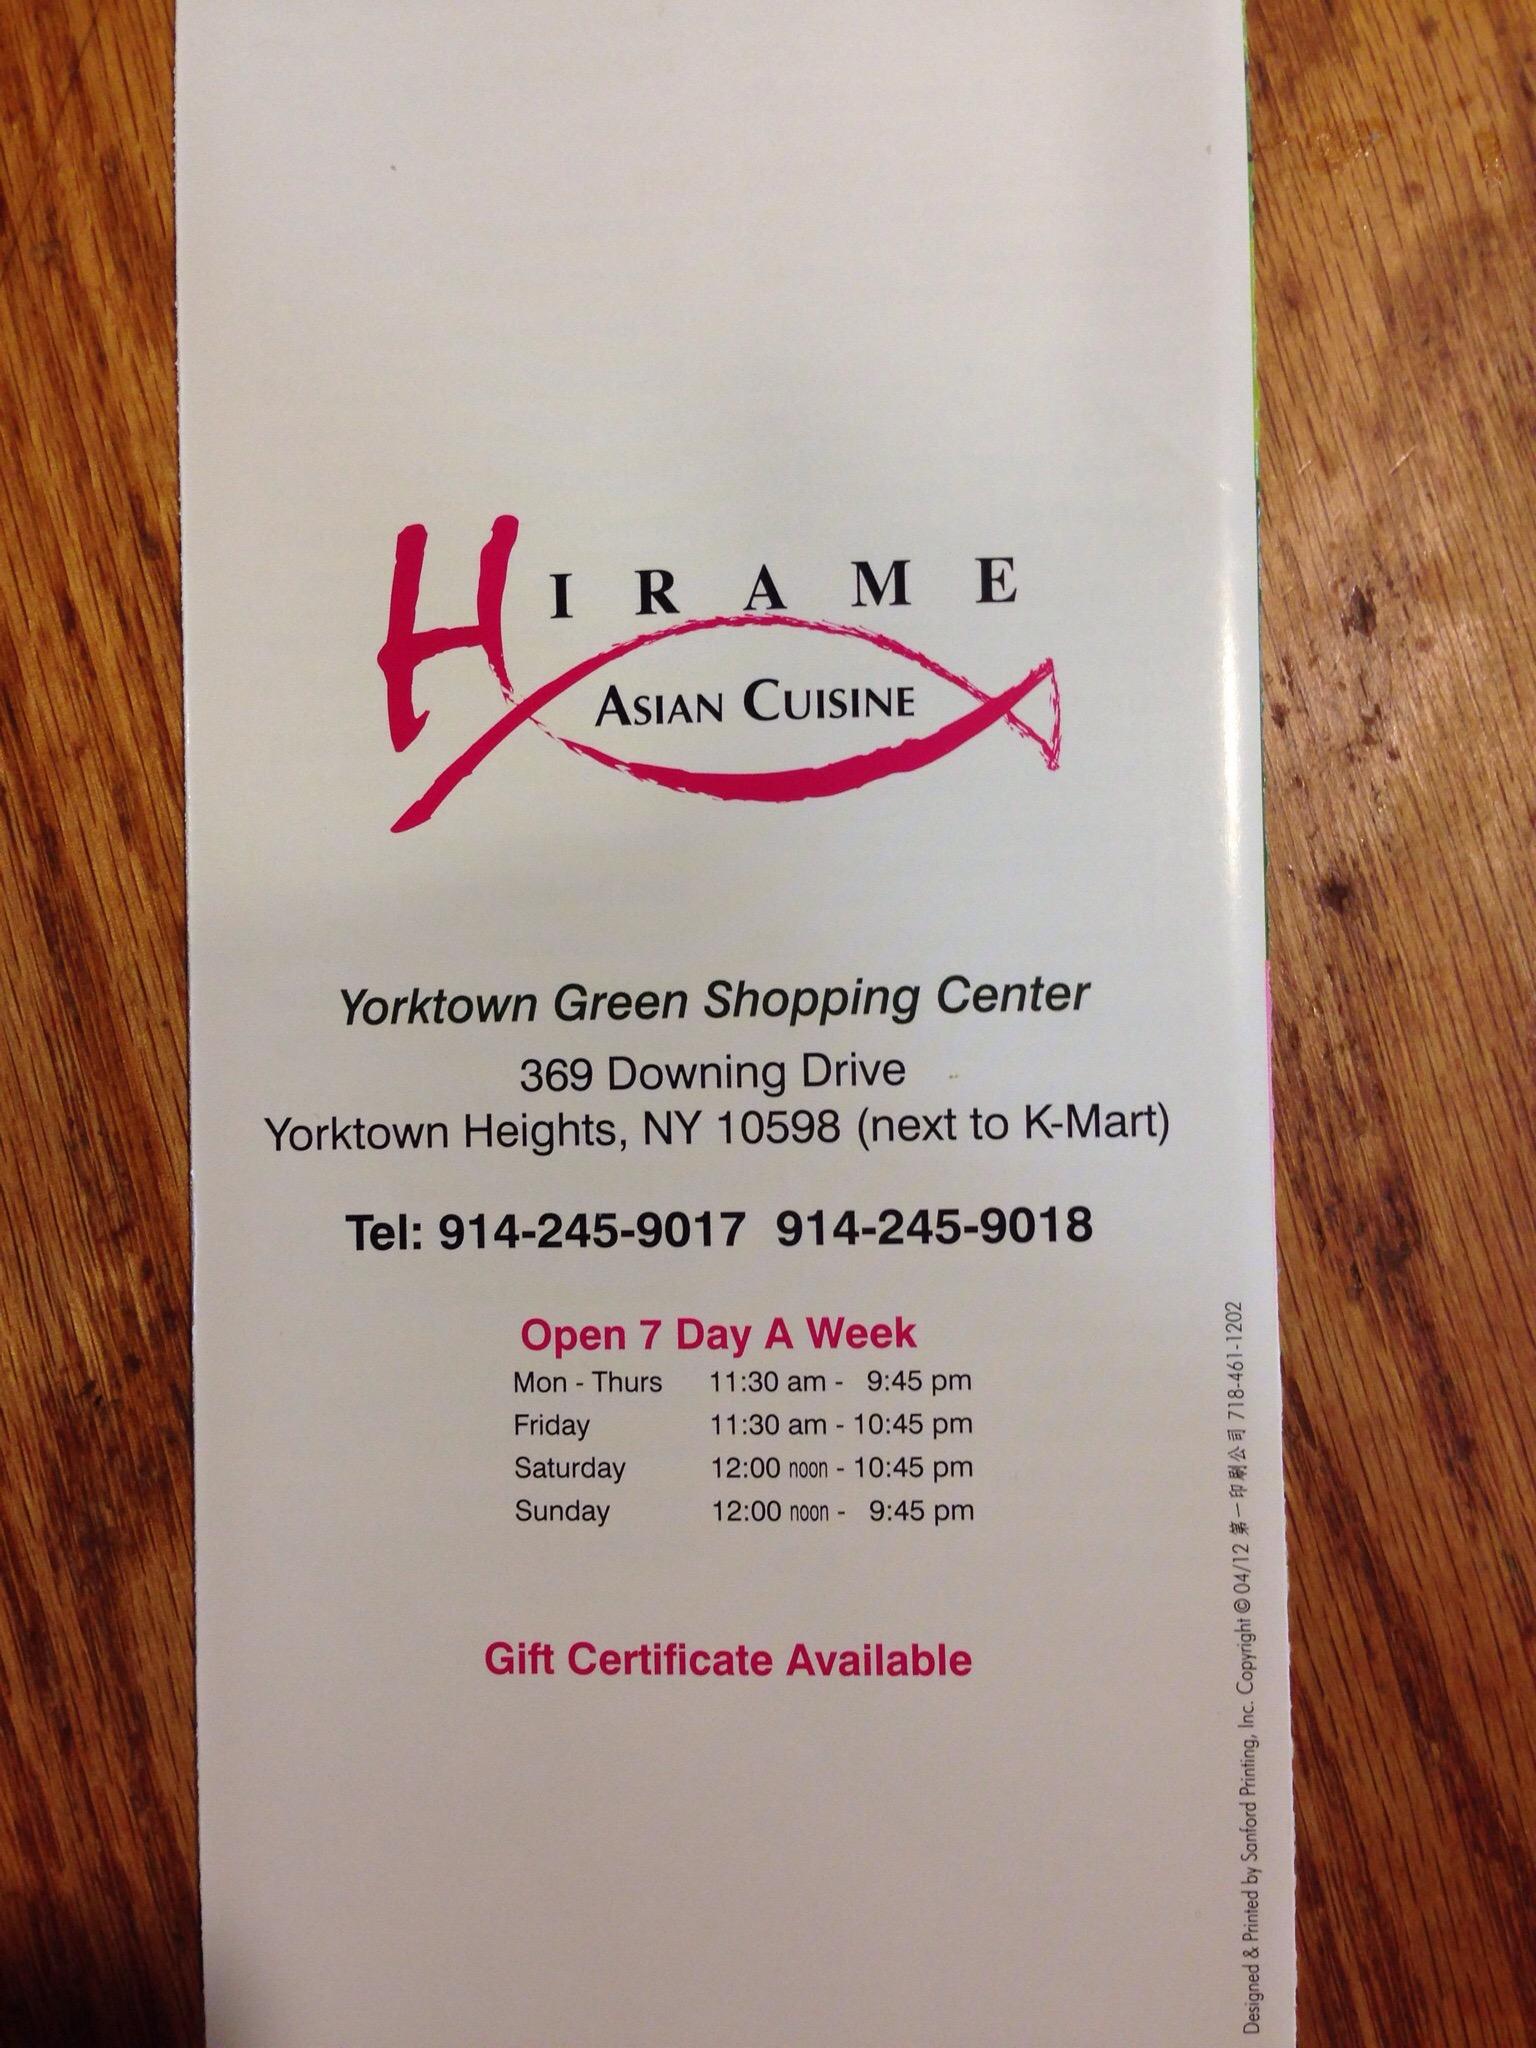 HIRAME
ASIAN CUISINE
Yorktown Green Shopping Center
369 Downing Drive
Yorktown Heights, NY 10598 (next to K-Mart)
Tel: 914-245-9017 914-245-9018
Open 7 Day A Week
Mon - Thurs 11:30 am - 9:45 pm
Friday 11:30 am - 10:45 pm
Saturday 12:00 noon - 10:45 pm
Sunday 12:00 noon - 9:45 pm
Gift Certificate Available
Designed & Printed by Sanford Printing, Inc. Copyright © 04/12 第一印刷公司 718-461-1202